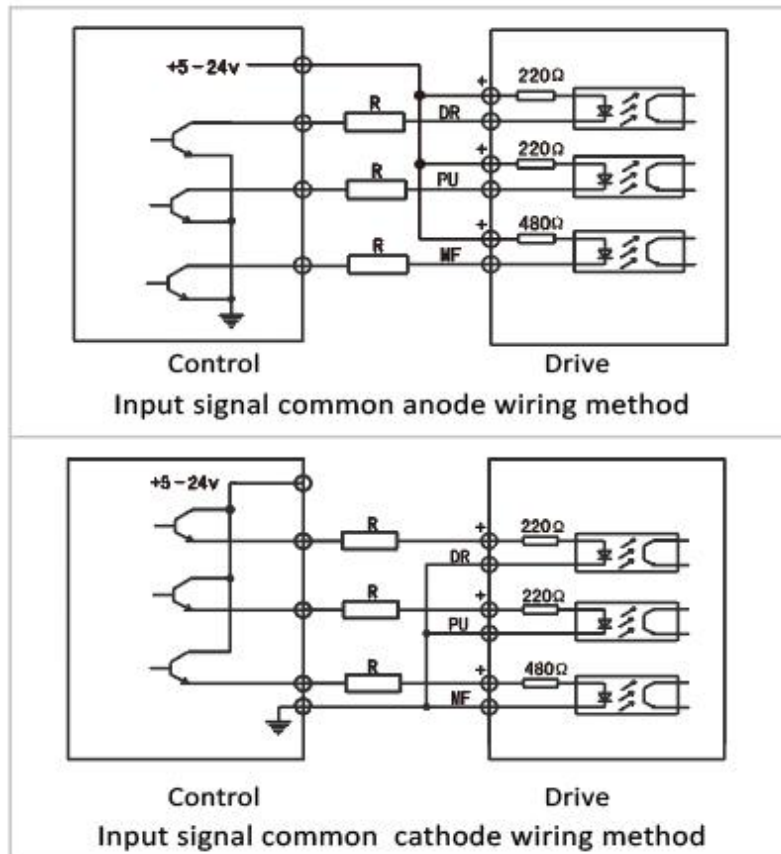 +5-24v
220Ω
+
R
DR
220Ω
+
R
PU
480Ω
+
R
MF
Control
Drive
Input signal common anode wiring method
+5-24v
R
+
220Ω
DR
R
+
220Ω
PU
R
+
480Ω
MF
Control
Drive
Input signal common cathode wiring method